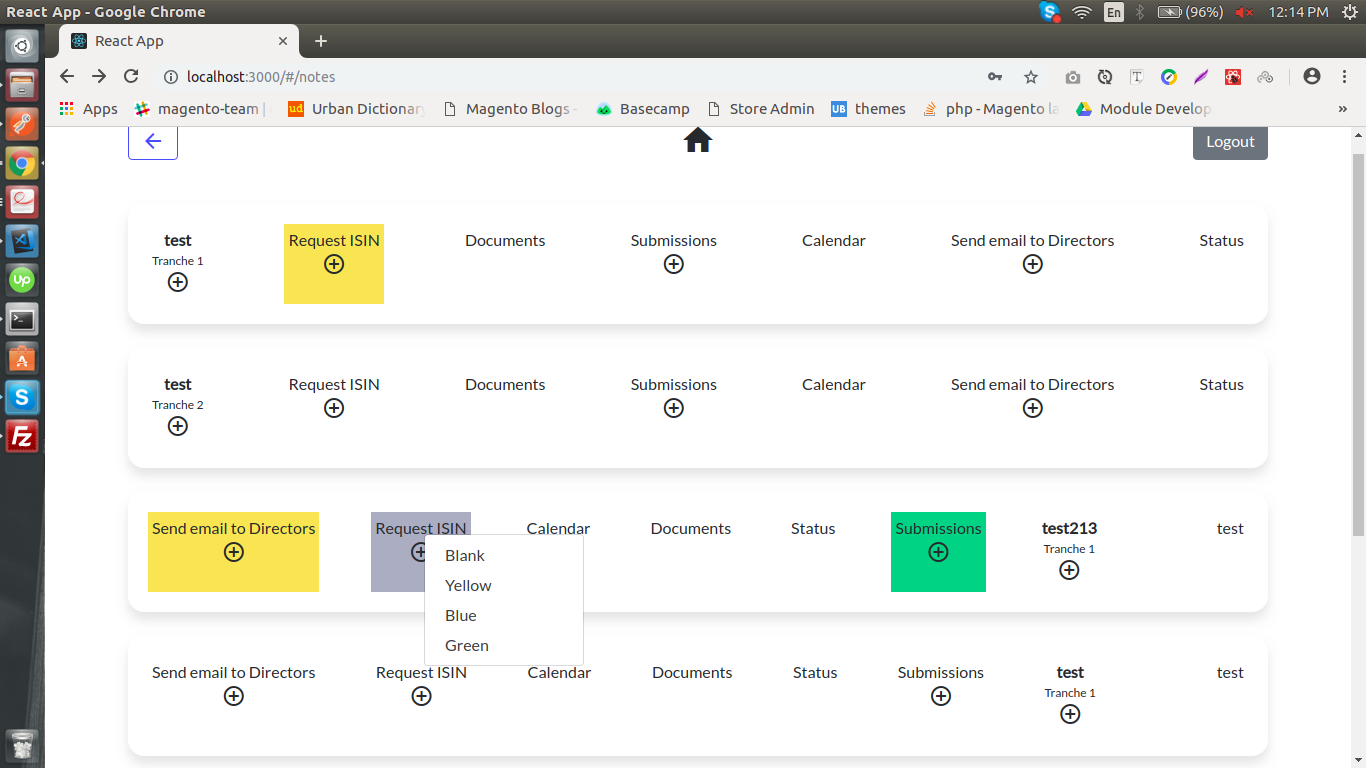 React App - Google Chrome
En
(96%)
12:14 PM
React App
localhost:3000/#/notes
Apps
magento-team |
ud
Urban Dictionary
Magento Blogs -
Basecamp
Store Admin
UB
themes
php - Magento la
Module Develop
»
Logout
test Request ISIN Documents Submissions Calendar Send email to Directors Status
Tranche 1
test Request ISIN Documents Submissions Calendar Send email to Directors Status
Tranche 2
Send email to Directors Request ISIN Calendar Documents Status Submissions test213 test
Tranche 1
Blank
Yellow
Blue
Green
Send email to Directors Request ISIN Calendar Documents Status Submissions test test
Tranche 1
Up
S
Fz